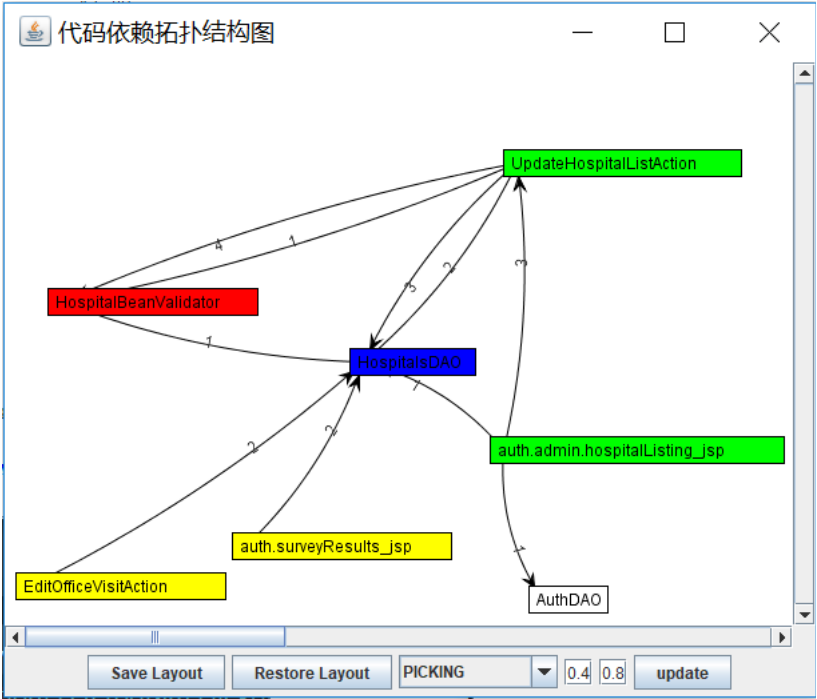 代码依赖拓扑结构图
UpdateHospitalListAction
4
1
3
2
3
HospitalBeanValidator
1
HospitalsDAO
1
2
2
auth.admin.hospitalListing_jsp
auth.surveyResults_jsp
1
EditOfficeVisitAction
AuthDAO
Save Layout
Restore Layout
PICKING
0.4
0.8
update